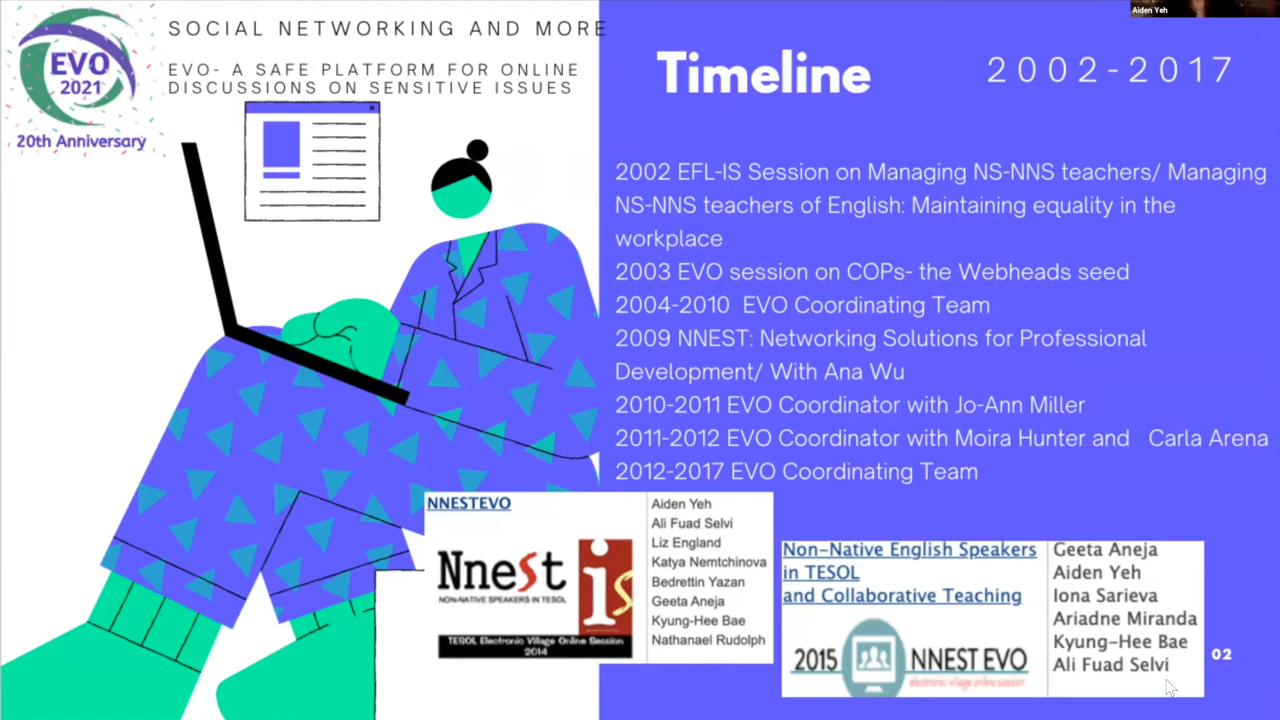 Aiden Yeh
EVO
2021
20th Anniversary
SOCIAL NETWORKING AND MORE
EVO- A SAFE PLATFORM FOR ONLINE
DISCUSSIONS ON SENSITIVE ISSUES
Timeline
2002-2017
2002 EFL-IS Session on Managing NS-NNS teachers/ Managing
NS-NNS teachers of English: Maintaining equality in the
workplace
2003 EVO session on COPs- the Webheads seed
2004-2010 EVO Coordinating Team
2009 NNEST: Networking Solutions for Professional
Development/ With Ana Wu
2010-2011 EVO Coordinator with Jo-Ann Miller
2011-2012 EVO Coordinator with Moira Hunter and Carla Arena
2012-2017 EVO Coordinating Team
NNESTEVO
Nnest is
NON-NATIVE SPEAKERS IN TESOL
TESOL Electronic Village Online Session
2014
Aiden Yeh
Ali Fuad Selvi
Liz England
Katya Nemtchinova
Bedrettin Yazan
Geeta Aneja
Kyung-Hee Bae
Nathanael Rudolph
Non-Native English Speakers
in TESOL
and Collaborative Teaching
2015 NNEST EVO
electronic village online session
Geeta Aneja
Aiden Yeh
Iona Sarieva
Ariadne Miranda
Kyung-Hee Bae
Ali Fuad Selvi
02